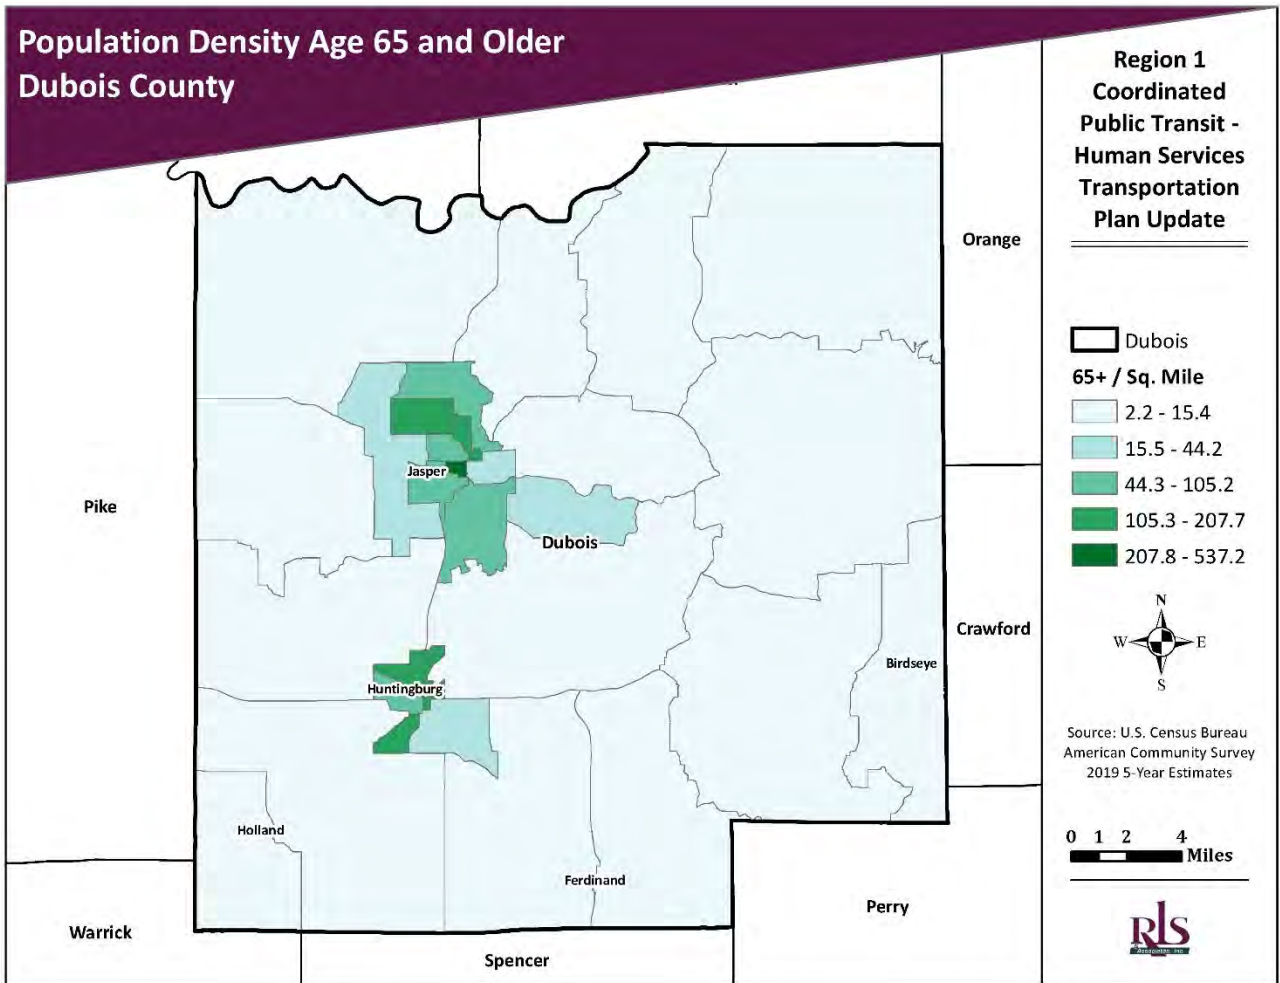 Population Density Age 65 and Older
Dubois County
Region 1
Coordinated
Public Transit -
Human Services
Transportation
Plan Update
Orange
Dubois
65+ / Sq. Mile
2.2 - 15.4
15.5 - 44.2
44.3 - 105.2
105.3 - 207.7
207.8 - 537.2
Jasper
Pike
Dubois
N
W
E
S
Crawford
Birdseye
Huntingburg
Source: U.S. Census Bureau
American Community Survey
2019 5-Year Estimates
Holland
0 1 2 4
Miles
Ferdinand
Perry
Warrick
Spencer
RLS
& Associates, Inc.